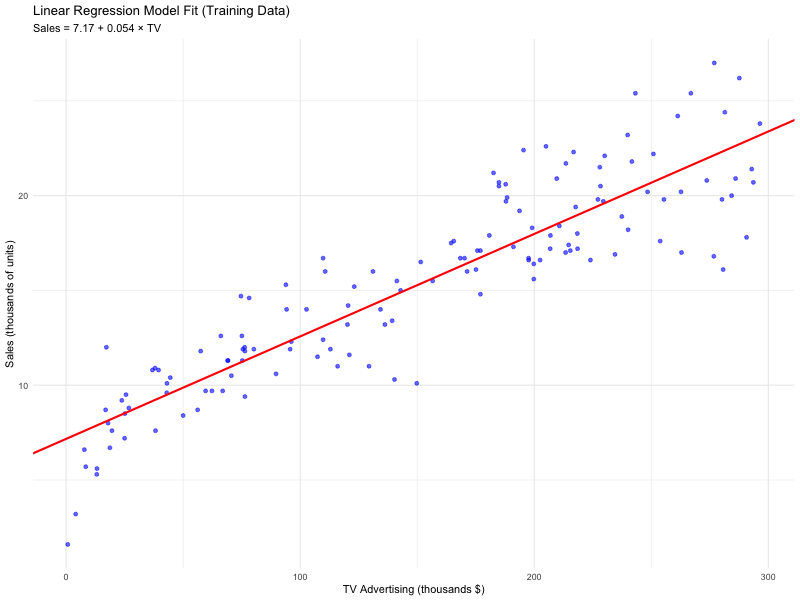 Linear Regression Model Fit (Training Data)
Sales = 7.17 + 0.054 × TV
Sales (thousands of units)
20
10
0
100
200
300
TV Advertising (thousands $)